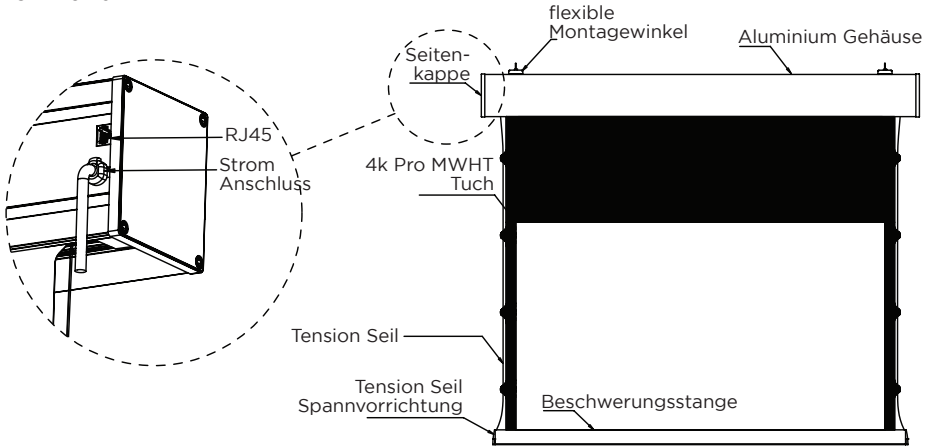 flexible
Montagewinkel
Aluminium Gehäuse
Seiten-
kappe
RJ45
Strom
Anschluss
4k Pro MWHT
Tuch
Tension Seil
Tension Seil
Spannvorrichtung
Beschwerungsstange